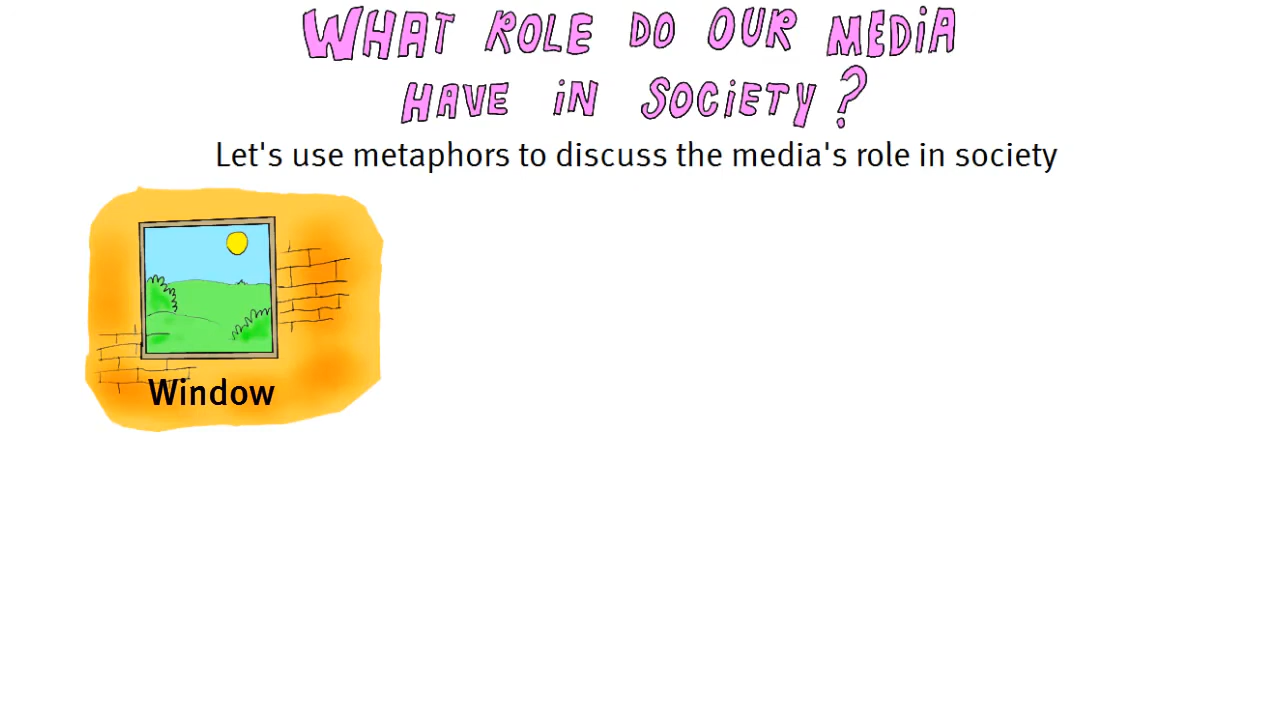 WHAT ROLE DO OUR MEDiA
HAVE iN SOCiETY?
Let's use metaphors to discuss the media's role in society
Window